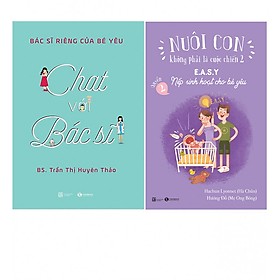 BÁC SĨ RIÊNG CỦA BÉ YÊU
Chat
với
Bác sĩ
BS. Trần Thị Huyên Thảo
NUÔI CON
không phải là cuộc chiến 2
E.A.S.Y
Nếp sinh hoạt cho bé yêu
Hachun Lyonnet (Hà Chũn)
Hương Đỗ (Mẹ Ong Bông)